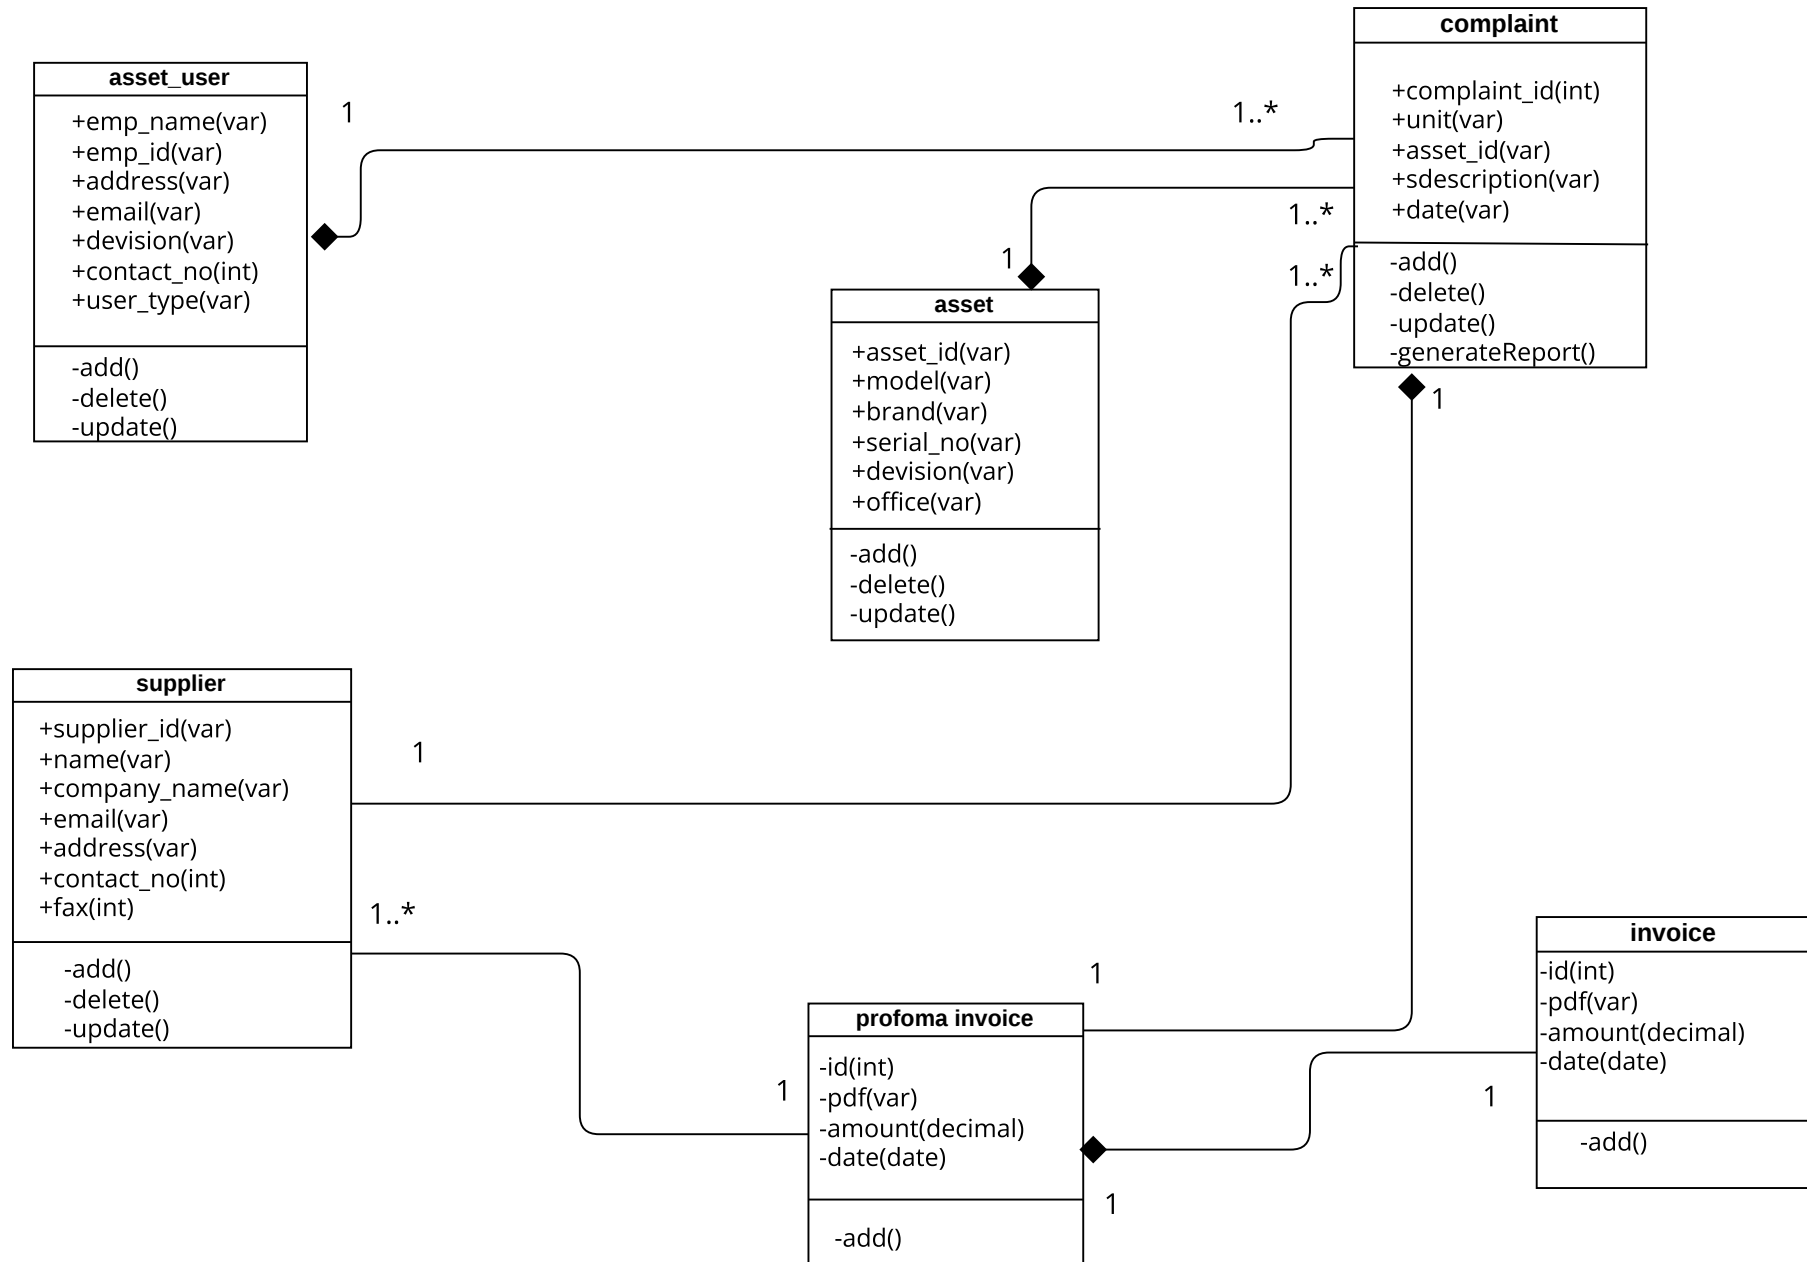 asset_user
+emp_name(var)
+emp_id(var)
+address(var)
+email(var)
+devision(var)
+contact_no(int)
+user_type(var)
-add()
-delete()
-update()
1
1..*
complaint
+complaint_id(int)
+unit(var)
+asset_id(var)
+sdescription(var)
+date(var)
-add()
-delete()
-update()
-generateReport()
1..*
1..*
1
1
asset
+asset_id(var)
+model(var)
+brand(var)
+serial_no(var)
+devision(var)
+office(var)
-add()
-delete()
-update()
supplier
+supplier_id(var)
+name(var)
+company_name(var)
+email(var)
+address(var)
+contact_no(int)
+fax(int)
-add()
-delete()
-update()
1
1..*
1
1
profoma invoice
-id(int)
-pdf(var)
-amount(decimal)
-date(date)
-add()
1
1
invoice
-id(int)
-pdf(var)
-amount(decimal)
-date(date)
-add()